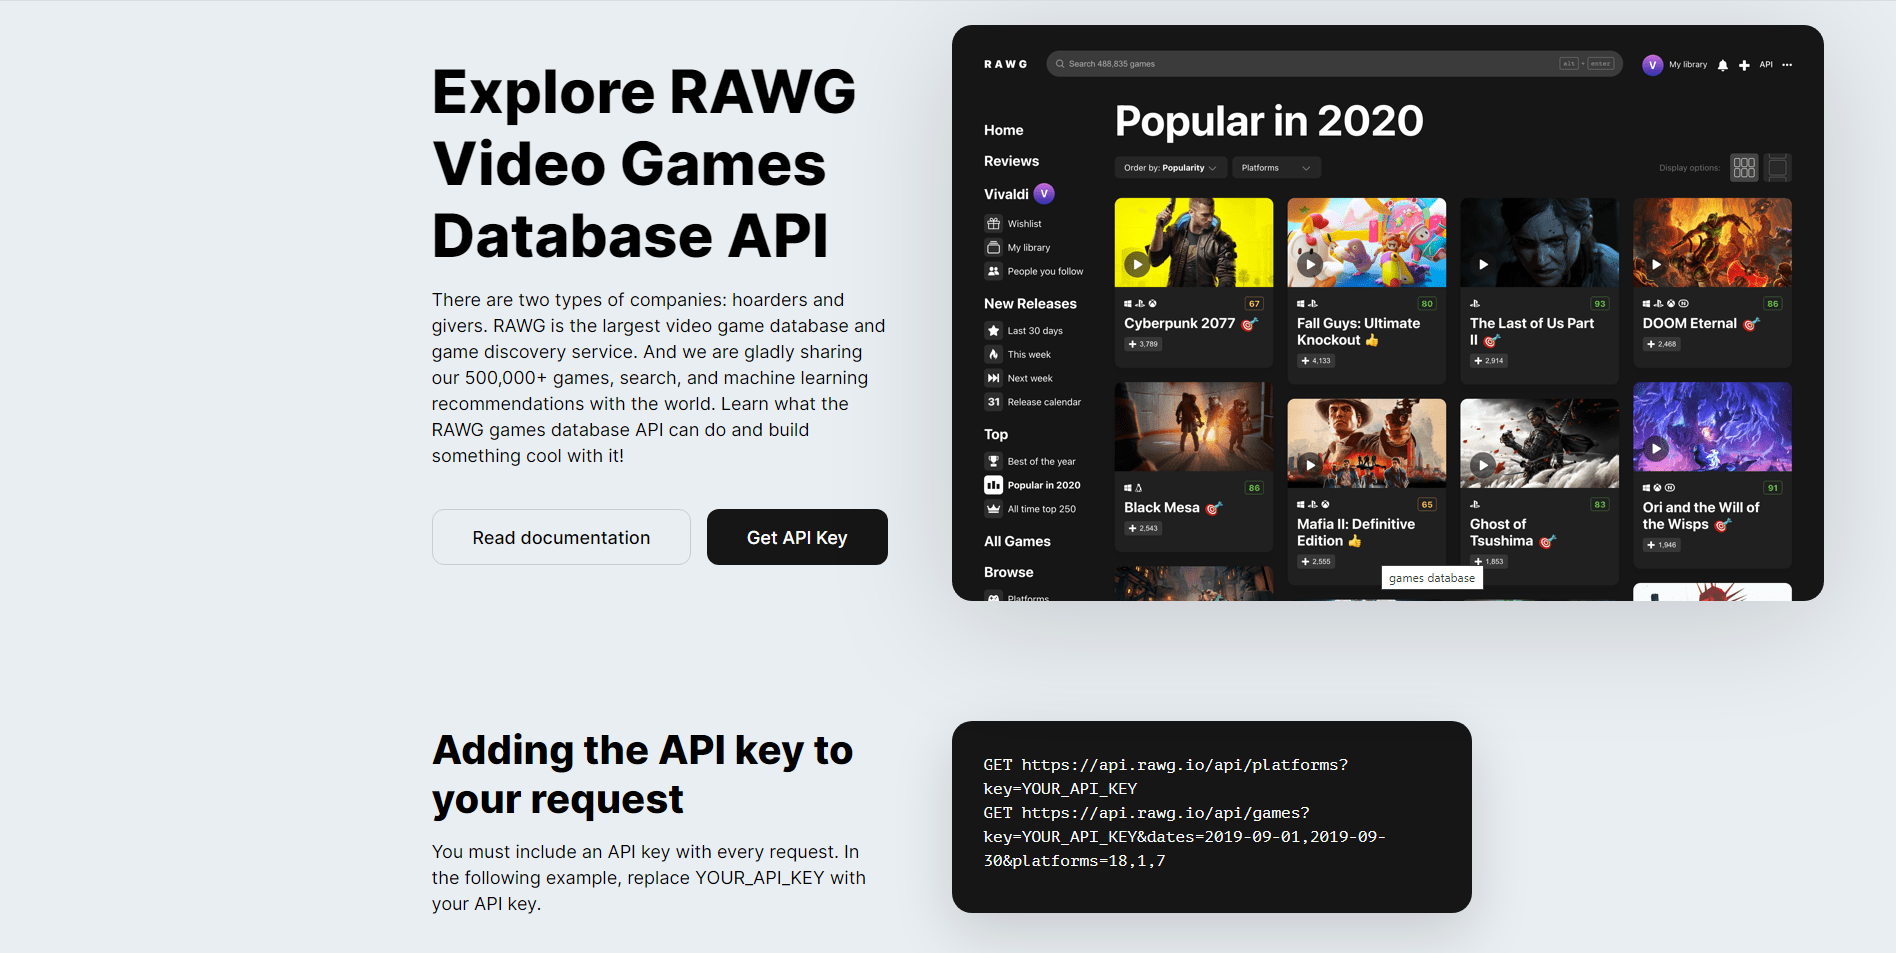 Explore RAWG
Video Games
Database API
There are two types of companies: hoarders and
givers. RAWG is the largest video game database and
game discovery service. And we are gladly sharing
our 500,000+ games, search, and machine learning
recommendations with the world. Learn what the
RAWG games database API can do and build
something cool with it!
Read documentation
Get API Key
RAWG
Search 488,835 games
alt + enter
V My library
API
Home
Reviews
Vivaldi V
Wishlist
My library
People you follow
New Releases
Last 30 days
This week
Next week
31 Release calendar
Top
Best of the year
Popular in 2020
All time top 250
All Games
Browse
Platforms
Popular in 2020
Order by: Popularity
Platforms
Display options:
67
Cyberpunk 2077 🎯
+ 3,789
80
Fall Guys: Ultimate
Knockout 👍
+ 4,133
93
The Last of Us Part
II 🎯
+ 2,914
86
DOOM Eternal 🎯
+ 2,468
86
Black Mesa 🎯
+ 2,543
65
Mafia II: Definitive
Edition 👍
+ 2,555
83
Ghost of
Tsushima 🎯
+ 1,853
91
Ori and the Will of
the Wisps 🎯
+ 1,946
games database
Adding the API key to
your request
You must include an API key with every request. In
the following example, replace YOUR_API_KEY with
your API key.
GET https://api.rawg.io/api/platforms?
key=YOUR_API_KEY
GET https://api.rawg.io/api/games?
key=YOUR_API_KEY&dates=2019-09-01,2019-09-
30&platforms=18,1,7